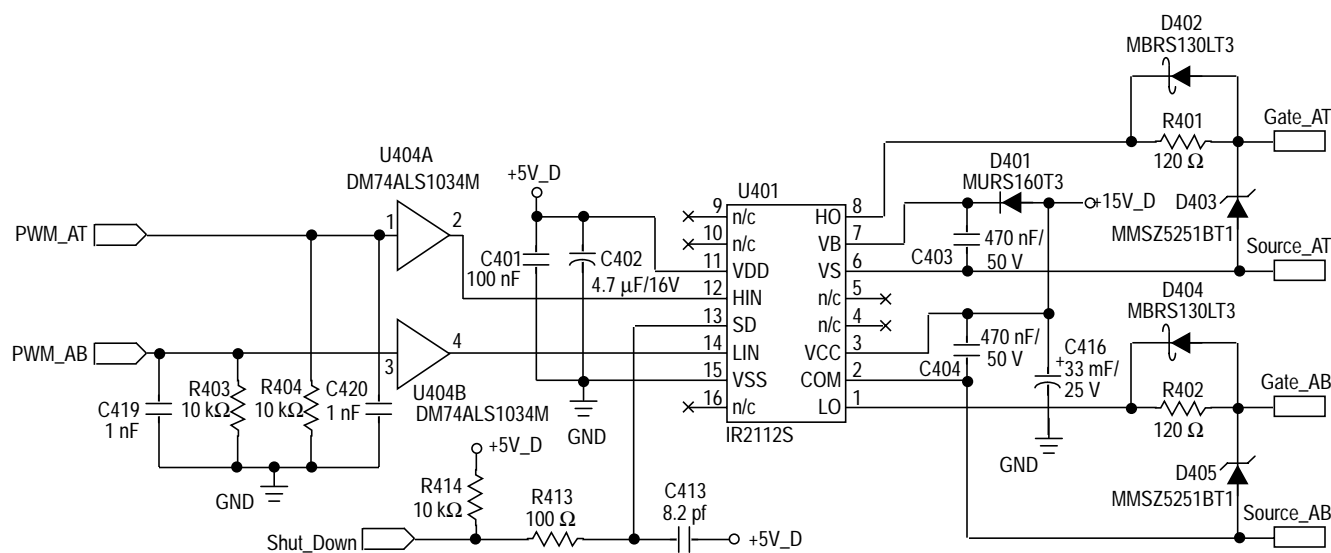 D402
MBRS130LT3
Gate_AT
R401
120 Ω
U404A
DM74ALS1034M
+5V_D
U401
D401
MURS160T3
+15V_D
D403
MMSZ5251BT1
Source_AT
PWM_AT
1
2
C401
100 nF
C402
4.7 µF/16V
9 n/c
10 n/c
11 VDD
12 HIN
13 SD
14 LIN
15 VSS
16 n/c
HO 8
VB 7
VS 6
n/c 5
n/c 4
VCC 3
COM 2
LO 1
IR2112S
C403
470 nF/
50 V
470 nF/
50 V
C404
C416
+33 mF/
25 V
GND
D404
MBRS130LT3
Gate_AB
R402
120 Ω
D405
MMSZ5251BT1
Source_AB
PWM_AB
3
4
U404B
DM74ALS1034M
C419
1 nF
R403
10 kΩ
R404
10 kΩ
C420
1 nF
GND
GND
+5V_D
R414
10 kΩ
R413
100 Ω
C413
8.2 pf
+5V_D
Shut_Down